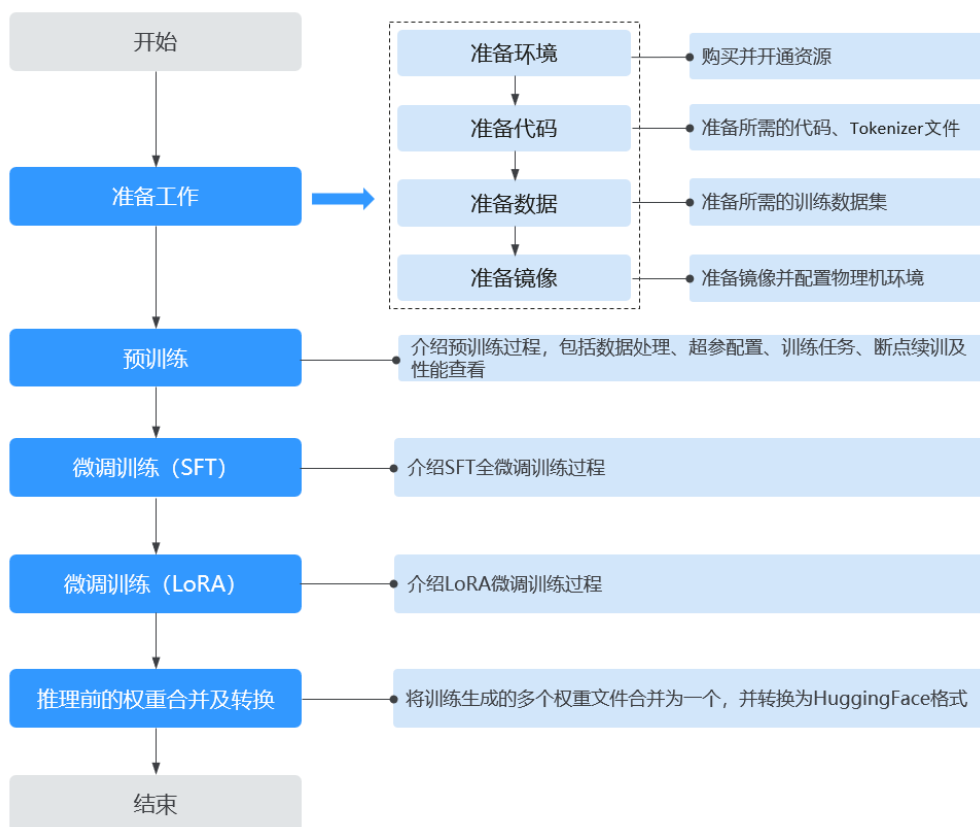 开始
准备环境
购买并开通资源
准备代码
准备所需的代码、Tokenizer文件
准备工作
准备数据
准备所需的训练数据集
准备镜像
准备镜像并配置物理机环境
预训练
介绍预训练过程，包括数据处理、超参配置、训练任务、断点续训及
性能查看
微调训练（SFT）
介绍SFT全微调训练过程
微调训练（LoRA）
介绍LoRA微调训练过程
推理前的权重合并及转换
将训练生成的多个权重文件合并为一个，并转换为HuggingFace格式
结束